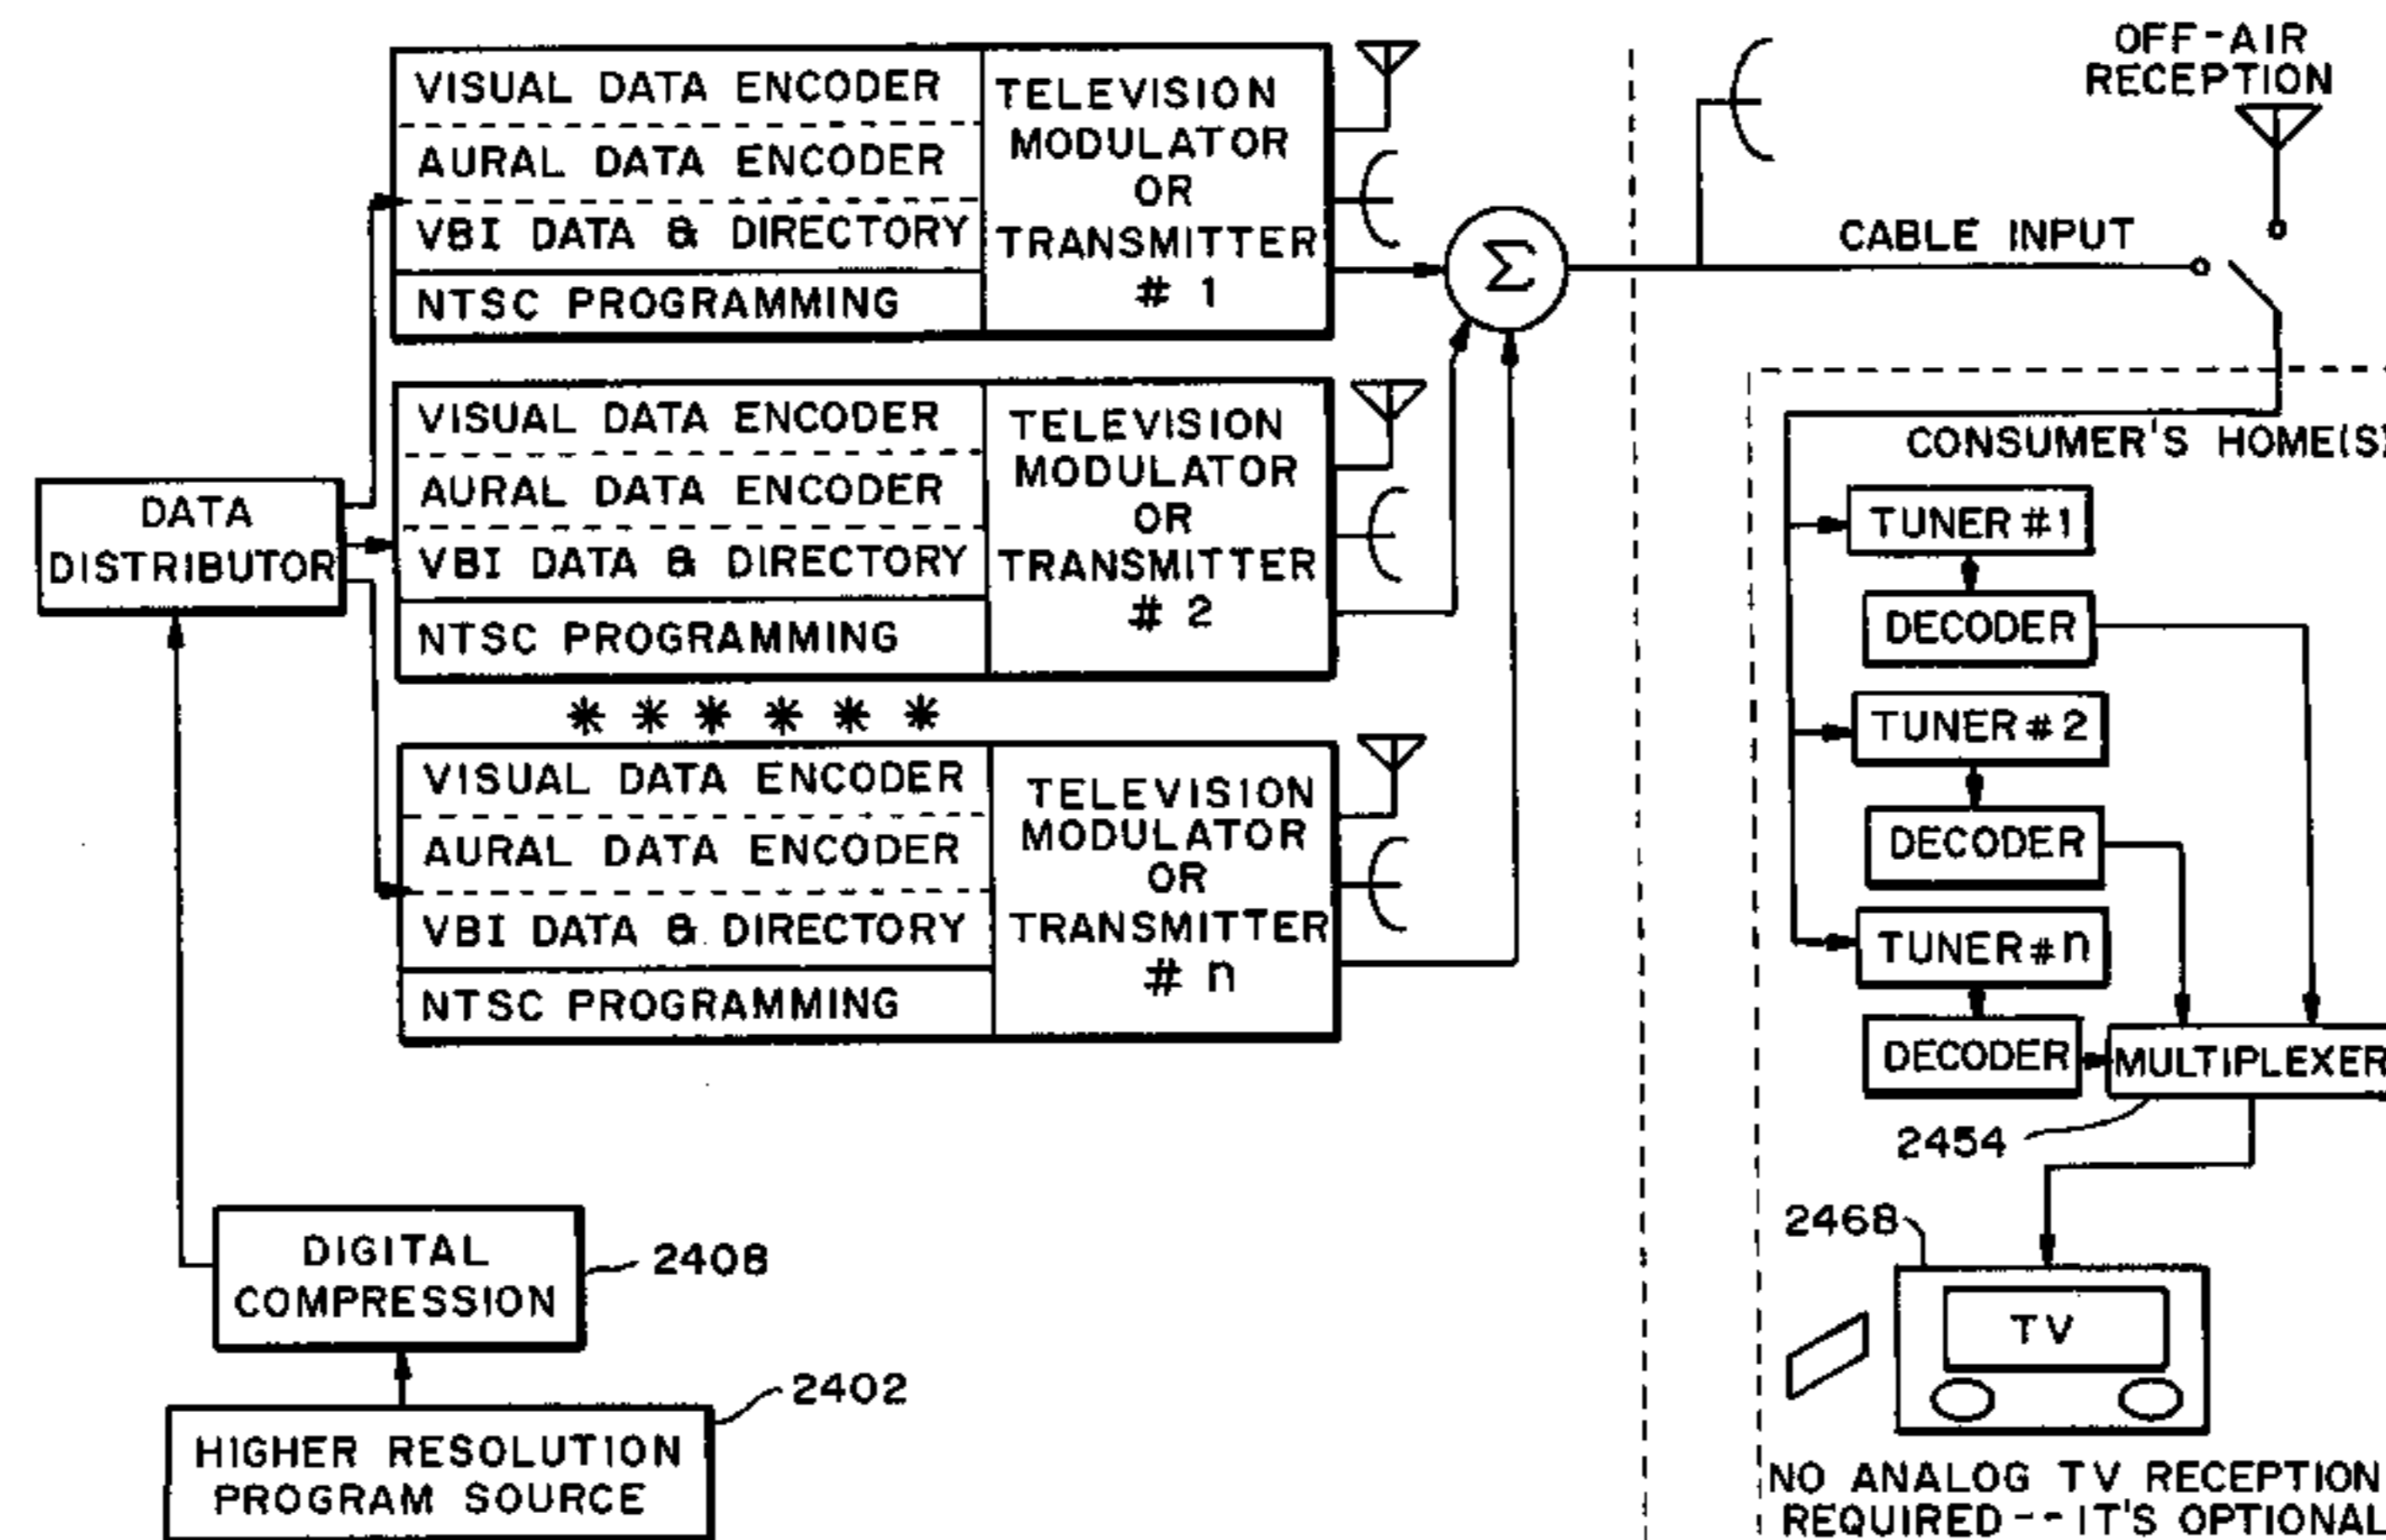 VISUAL DATA ENCODER
AURAL DATA ENCODER
VBI DATA & DIRECTORY
NTSC PROGRAMMING
TELEVISION
MODULATOR
OR
TRANSMITTER
# 1
VISUAL DATA ENCODER
AURAL DATA ENCODER
VBI DATA & DIRECTORY
NTSC PROGRAMMING
TELEVISION
MODULATOR
OR
TRANSMITTER
# 2
* * * * * *
VISUAL DATA ENCODER
AURAL DATA ENCODER
VBI DATA & DIRECTORY
NTSC PROGRAMMING
TELEVISION
MODULATOR
OR
TRANSMITTER
# n
DATA
DISTRIBUTOR
DIGITAL
COMPRESSION
2408
HIGHER RESOLUTION
PROGRAM SOURCE
2402
Σ
OFF-AIR
RECEPTION
CABLE INPUT
CONSUMER'S HOME(S)
TUNER #1
DECODER
TUNER #2
DECODER
TUNER #n
DECODER
MULTIPLEXER
2454
2468
TV
NO ANALOG TV RECEPTION
REQUIRED--IT'S OPTIONAL